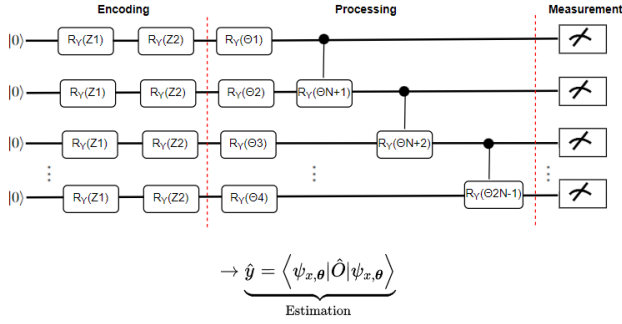 Encoding Processing Measurement
|0⟩ R_Y(Z1) R_Y(Z2) R_Y(Θ1)
|0⟩ R_Y(Z1) R_Y(Z2) R_Y(Θ2) R_Y(ΘN+1)
|0⟩ R_Y(Z1) R_Y(Z2) R_Y(Θ3) R_Y(ΘN+2)
⋮ ⋮ ⋮
|0⟩ R_Y(Z1) R_Y(Z2) R_Y(Θ4) R_Y(Θ2N-1)
→ ŷ = ⟨ψ_{x,θ}|Ô|ψ_{x,θ}⟩
Estimation